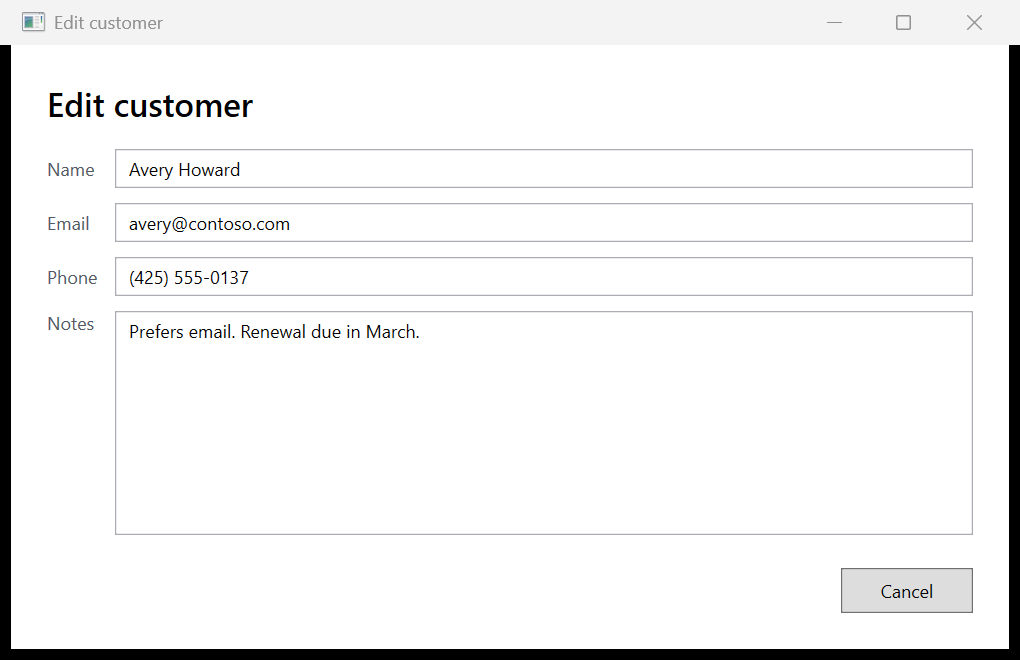 Edit customer
Edit customer
Name Avery Howard
Email avery@contoso.com
Phone (425) 555-0137
Notes Prefers email. Renewal due in March.
Cancel